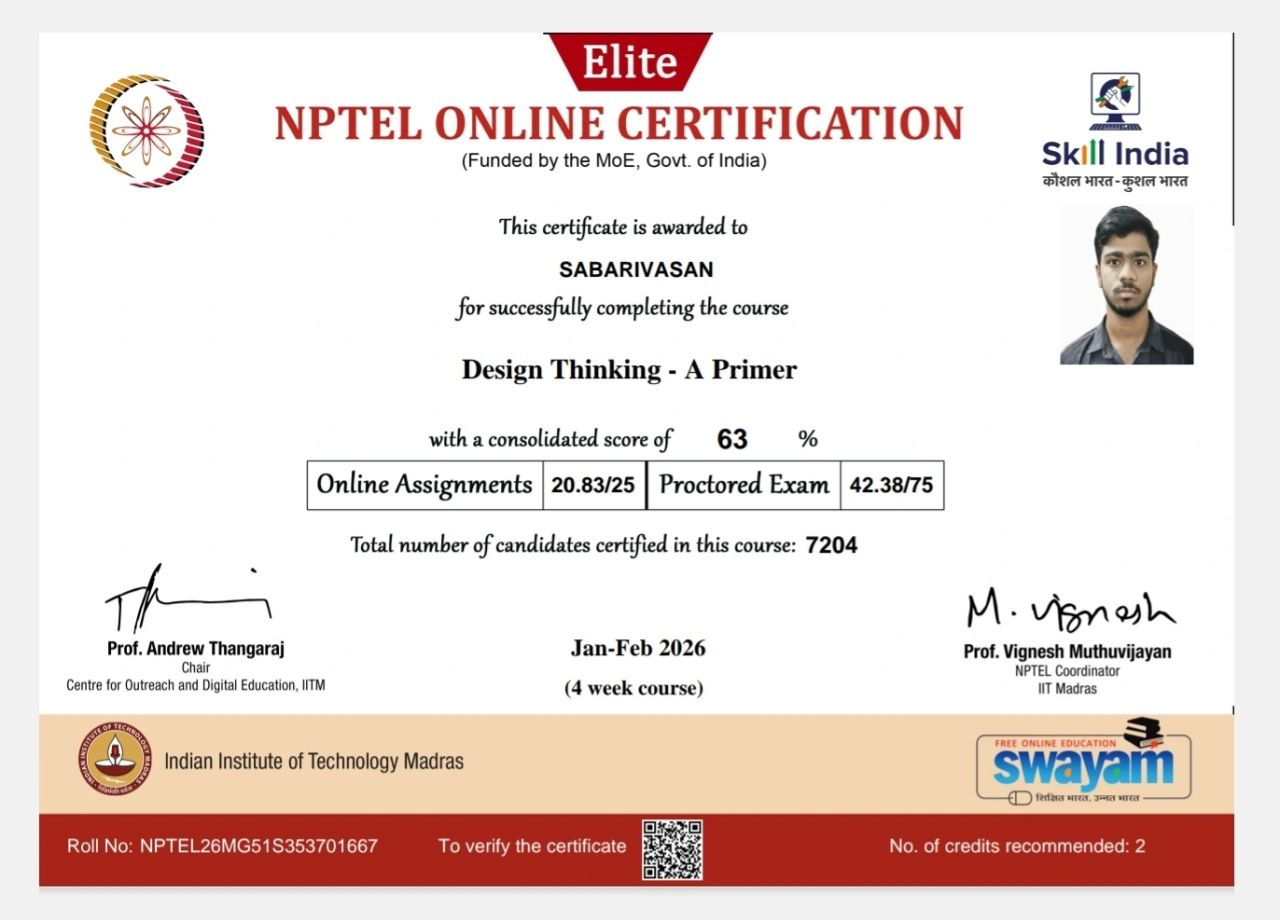 Elite
NPTEL ONLINE CERTIFICATION
(Funded by the MoE, Govt. of India)
Skill India
कौशल भारत - कुशल भारत
This certificate is awarded to
SABARIVASAN
for successfully completing the course
Design Thinking - A Primer
with a consolidated score of 63 %
Online Assignments 20.83/25 Proctored Exam 42.38/75
Total number of candidates certified in this course: 7204
M. Vignesh
Prof. Andrew Thangaraj
Chair
Centre for Outreach and Digital Education, IITM
Jan-Feb 2026
(4 week course)
Prof. Vignesh Muthuvijayan
NPTEL Coordinator
IIT Madras
INDIAN INSTITUTE OF TECHNOLOGY MADRAS
Indian Institute of Technology Madras
FREE ONLINE EDUCATION
swayam
शिक्षित भारत, उन्नत भारत
Roll No: NPTEL26MG51S353701667
To verify the certificate
No. of credits recommended: 2